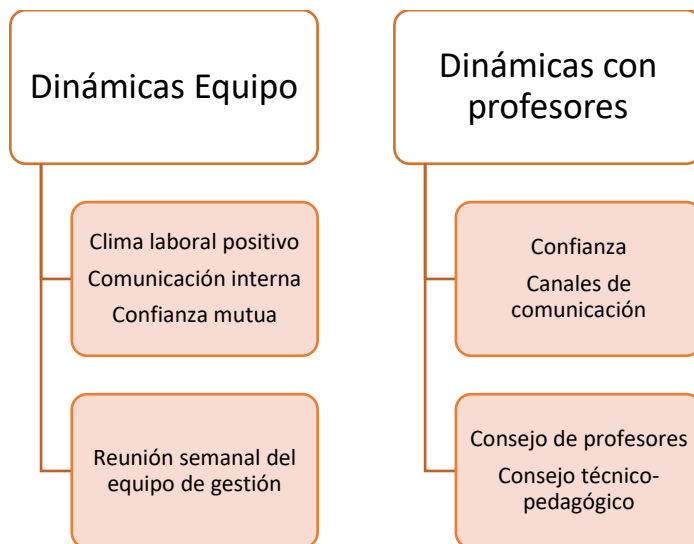 Dinámicas Equipo
Clima laboral positivo
Comunicación interna
Confianza mutua
Reunión semanal del
equipo de gestión
Dinámicas con
profesores
Confianza
Canales de
comunicación
Consejo de profesores
Consejo técnico-
pedagógico